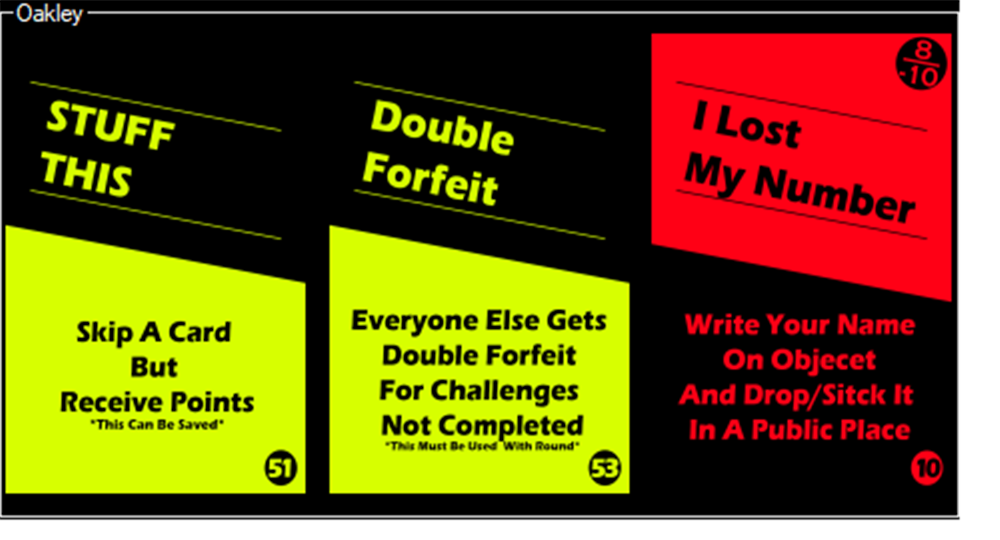 Oakley
STUFF
THIS
Skip A Card
But
Receive Points
*This Can Be Saved*
51
Double
Forfeit
Everyone Else Gets
Double Forfeit
For Challenges
Not Completed
*This Must Be Used With Round*
53
8
-10
I Lost
My Number
Write Your Name
On Objecet
And Drop/Sitck It
In A Public Place
10